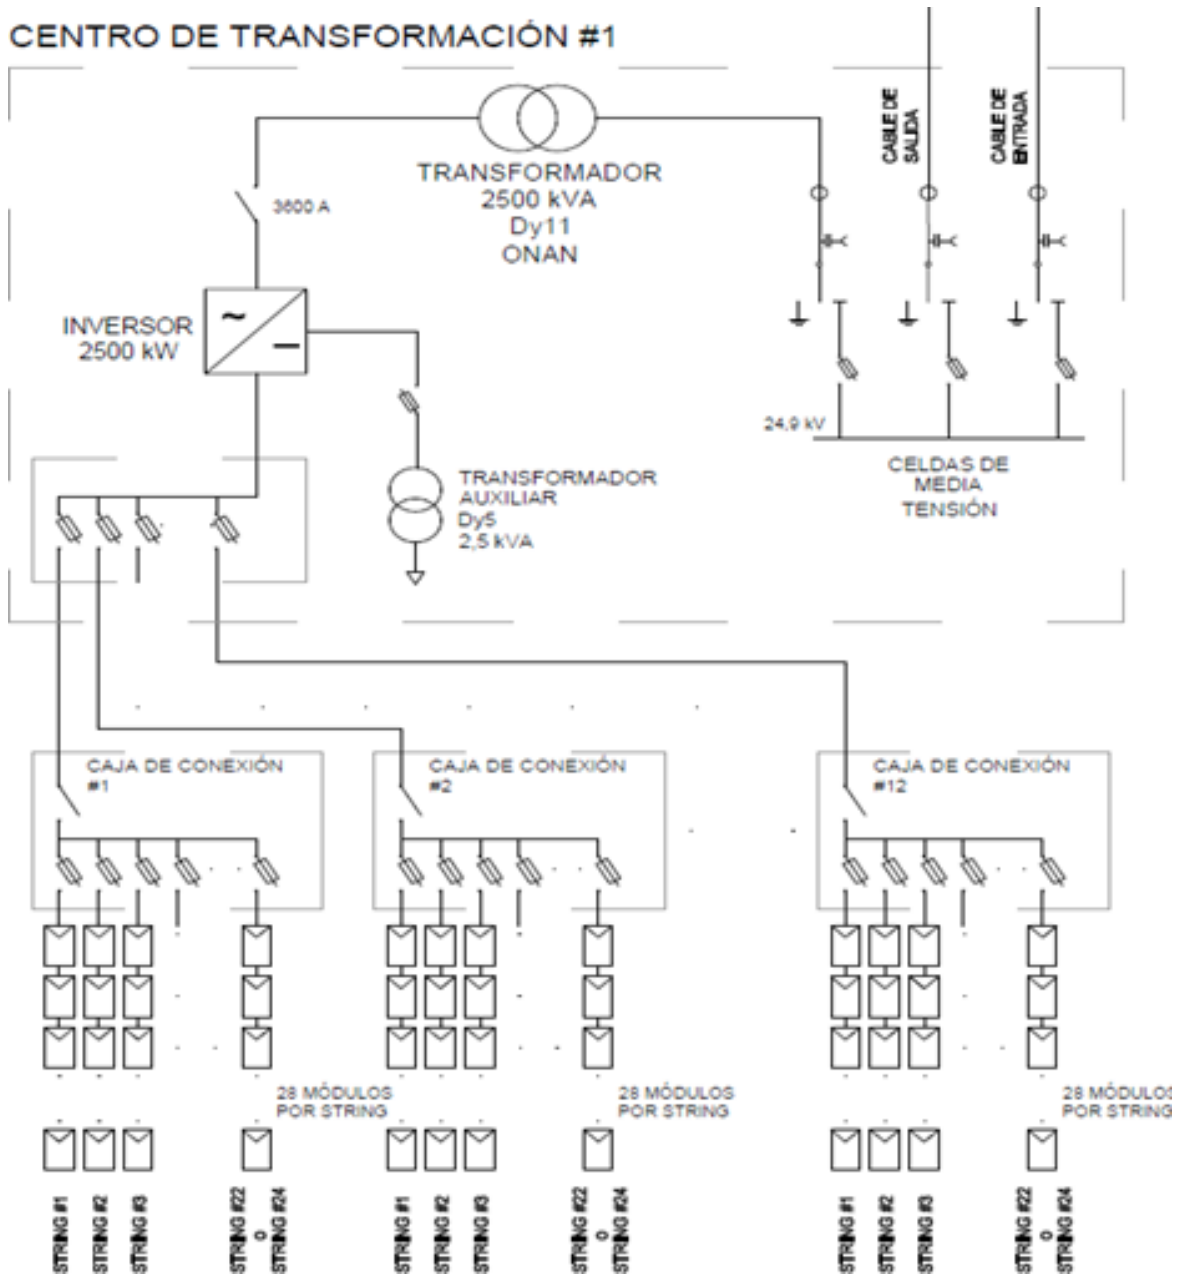 CENTRO DE TRANSFORMACIÓN #1
CABLE DE
SALIDA
CABLE DE
ENTRADA
TRANSFORMADOR
2500 kVA
Dy11
ONAN
3600 A
INVERSOR
2500 kW
24,9 kV
CELDAS DE
MEDIA
TENSIÓN
TRANSFORMADOR
AUXILIAR
Dy5
2,5 kVA
CAJA DE CONEXIÓN
#1
CAJA DE CONEXIÓN
#2
CAJA DE CONEXIÓN
#12
28 MÓDULOS
POR STRING
28 MÓDULOS
POR STRING
28 MÓDULOS
POR STRING
STRING #1
STRING #2
STRING #3
STRING #22
O
STRING #24
STRING #1
STRING #2
STRING #3
STRING #22
O
STRING #24
STRING #1
STRING #2
STRING #3
STRING #22
O
STRING #24